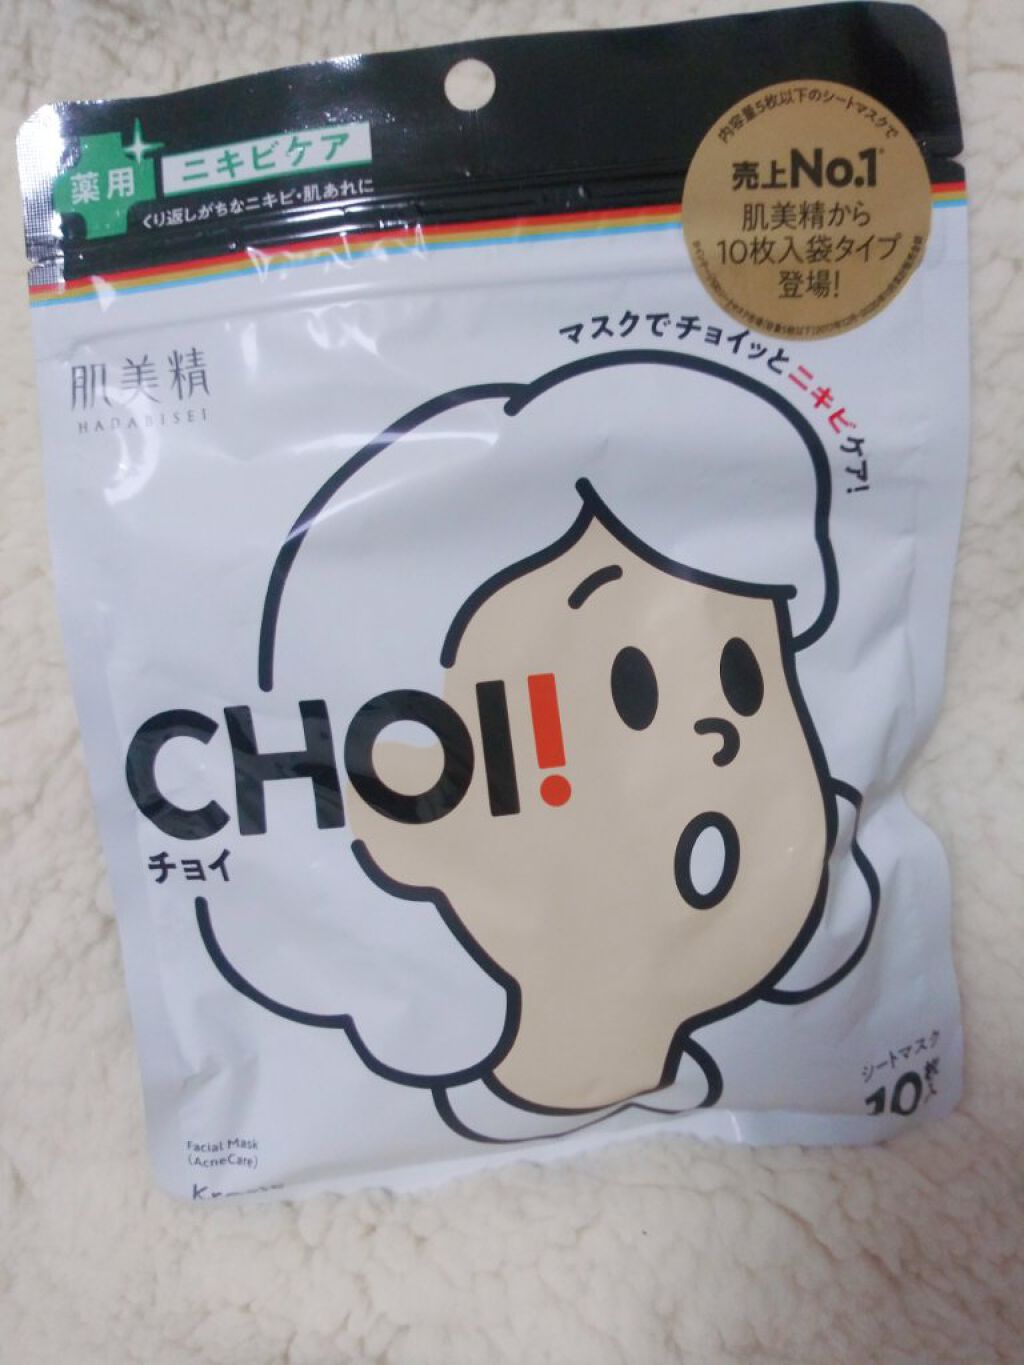 薬用
ニキビケア
くり返しがちなニキビ・肌あれに
内容量5枚以下のシートマスクで
売上No.1*
肌美精から
10枚入袋タイプ
登場!
マスクでチョイッとニキビケア!
肌美精
HADABISEI
CHOI!
チョイ
シートマスク
10枚入
Facial Mask
(AcneCare)